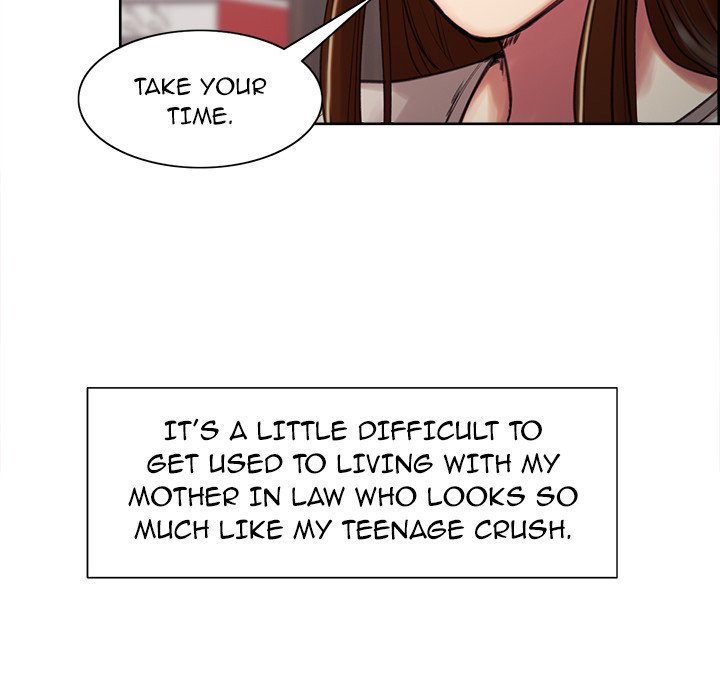 TAKE YOUR
TIME.
IT'S A LITTLE DIFFICULT TO
GET USED TO LIVING WITH MY
MOTHER IN LAW WHO LOOKS SO
MUCH LIKE MY TEENAGE CRUSH.